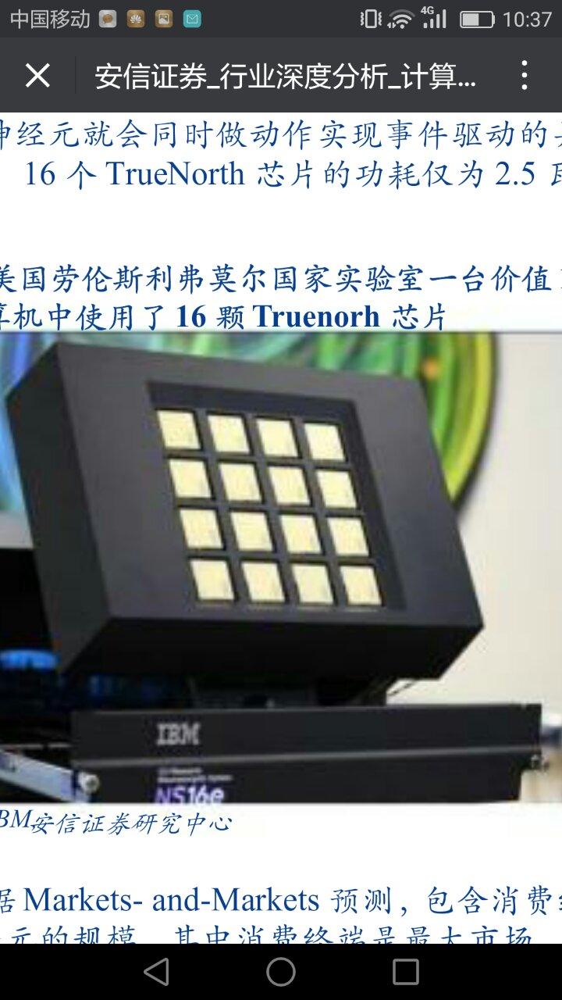 中国移动 4G 10:37
安信证券_行业深度分析_计算...
神经元就会同时做动作实现事件驱动的
16 个 TrueNorth 芯片的功耗仅为 2.5
美国劳伦斯利弗莫尔国家实验室一台价值
算机中使用了 16 颗 Truenorh 芯片
IBM
NS16e
BM安信证券研究中心
据 Markets- and-Markets 预测，包含消费
元的规模 其中消费终端是最大市场